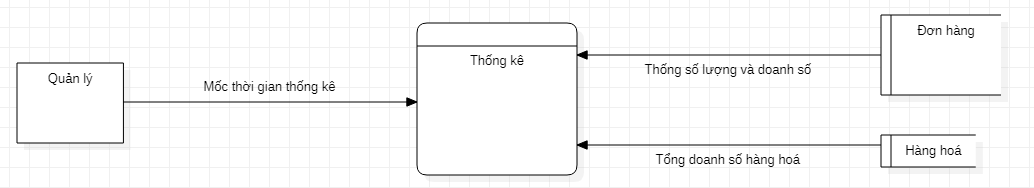 Quản lý
Mốc thời gian thống kê
Thống kê
Đơn hàng
Thống số lượng và doanh số
Hàng hoá
Tổng doanh số hàng hoá